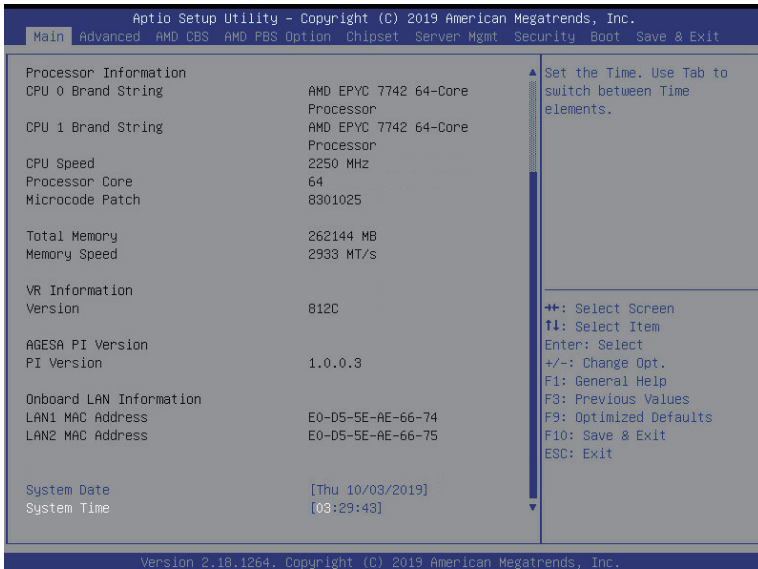 Aptio Setup Utility – Copyright (C) 2019 American Megatrends, Inc.
Main Advanced AMD CBS AMD PBS Option Chipset Server Mgmt Security Boot Save & Exit
Processor Information
CPU 0 Brand String AMD EPYC 7742 64-Core
Processor
CPU 1 Brand String AMD EPYC 7742 64-Core
Processor
CPU Speed 2250 MHz
Processor Core 64
Microcode Patch 8301025
Total Memory 262144 MB
Memory Speed 2933 MT/s
VR Information
Version 812C
AGESA PI Version
PI Version 1.0.0.3
Onboard LAN Information
LAN1 MAC Address E0-D5-5E-AE-66-74
LAN2 MAC Address E0-D5-5E-AE-66-75
System Date [Thu 10/03/2019]
System Time [03:29:43]
Set the Time. Use Tab to
switch between Time
elements.
→←: Select Screen
↑↓: Select Item
Enter: Select
+/-: Change Opt.
F1: General Help
F3: Previous Values
F9: Optimized Defaults
F10: Save & Exit
ESC: Exit
Version 2.18.1264. Copyright (C) 2019 American Megatrends, Inc.